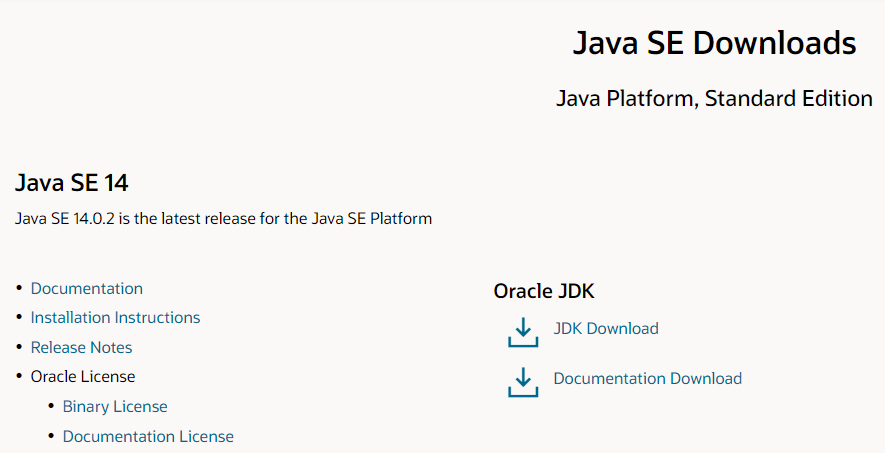 Java SE Downloads
Java Platform, Standard Edition
Java SE 14
Java SE 14.0.2 is the latest release for the Java SE Platform
• Documentation
• Installation Instructions
• Release Notes
• Oracle License
• Binary License
• Documentation License
Oracle JDK
JDK Download
Documentation Download